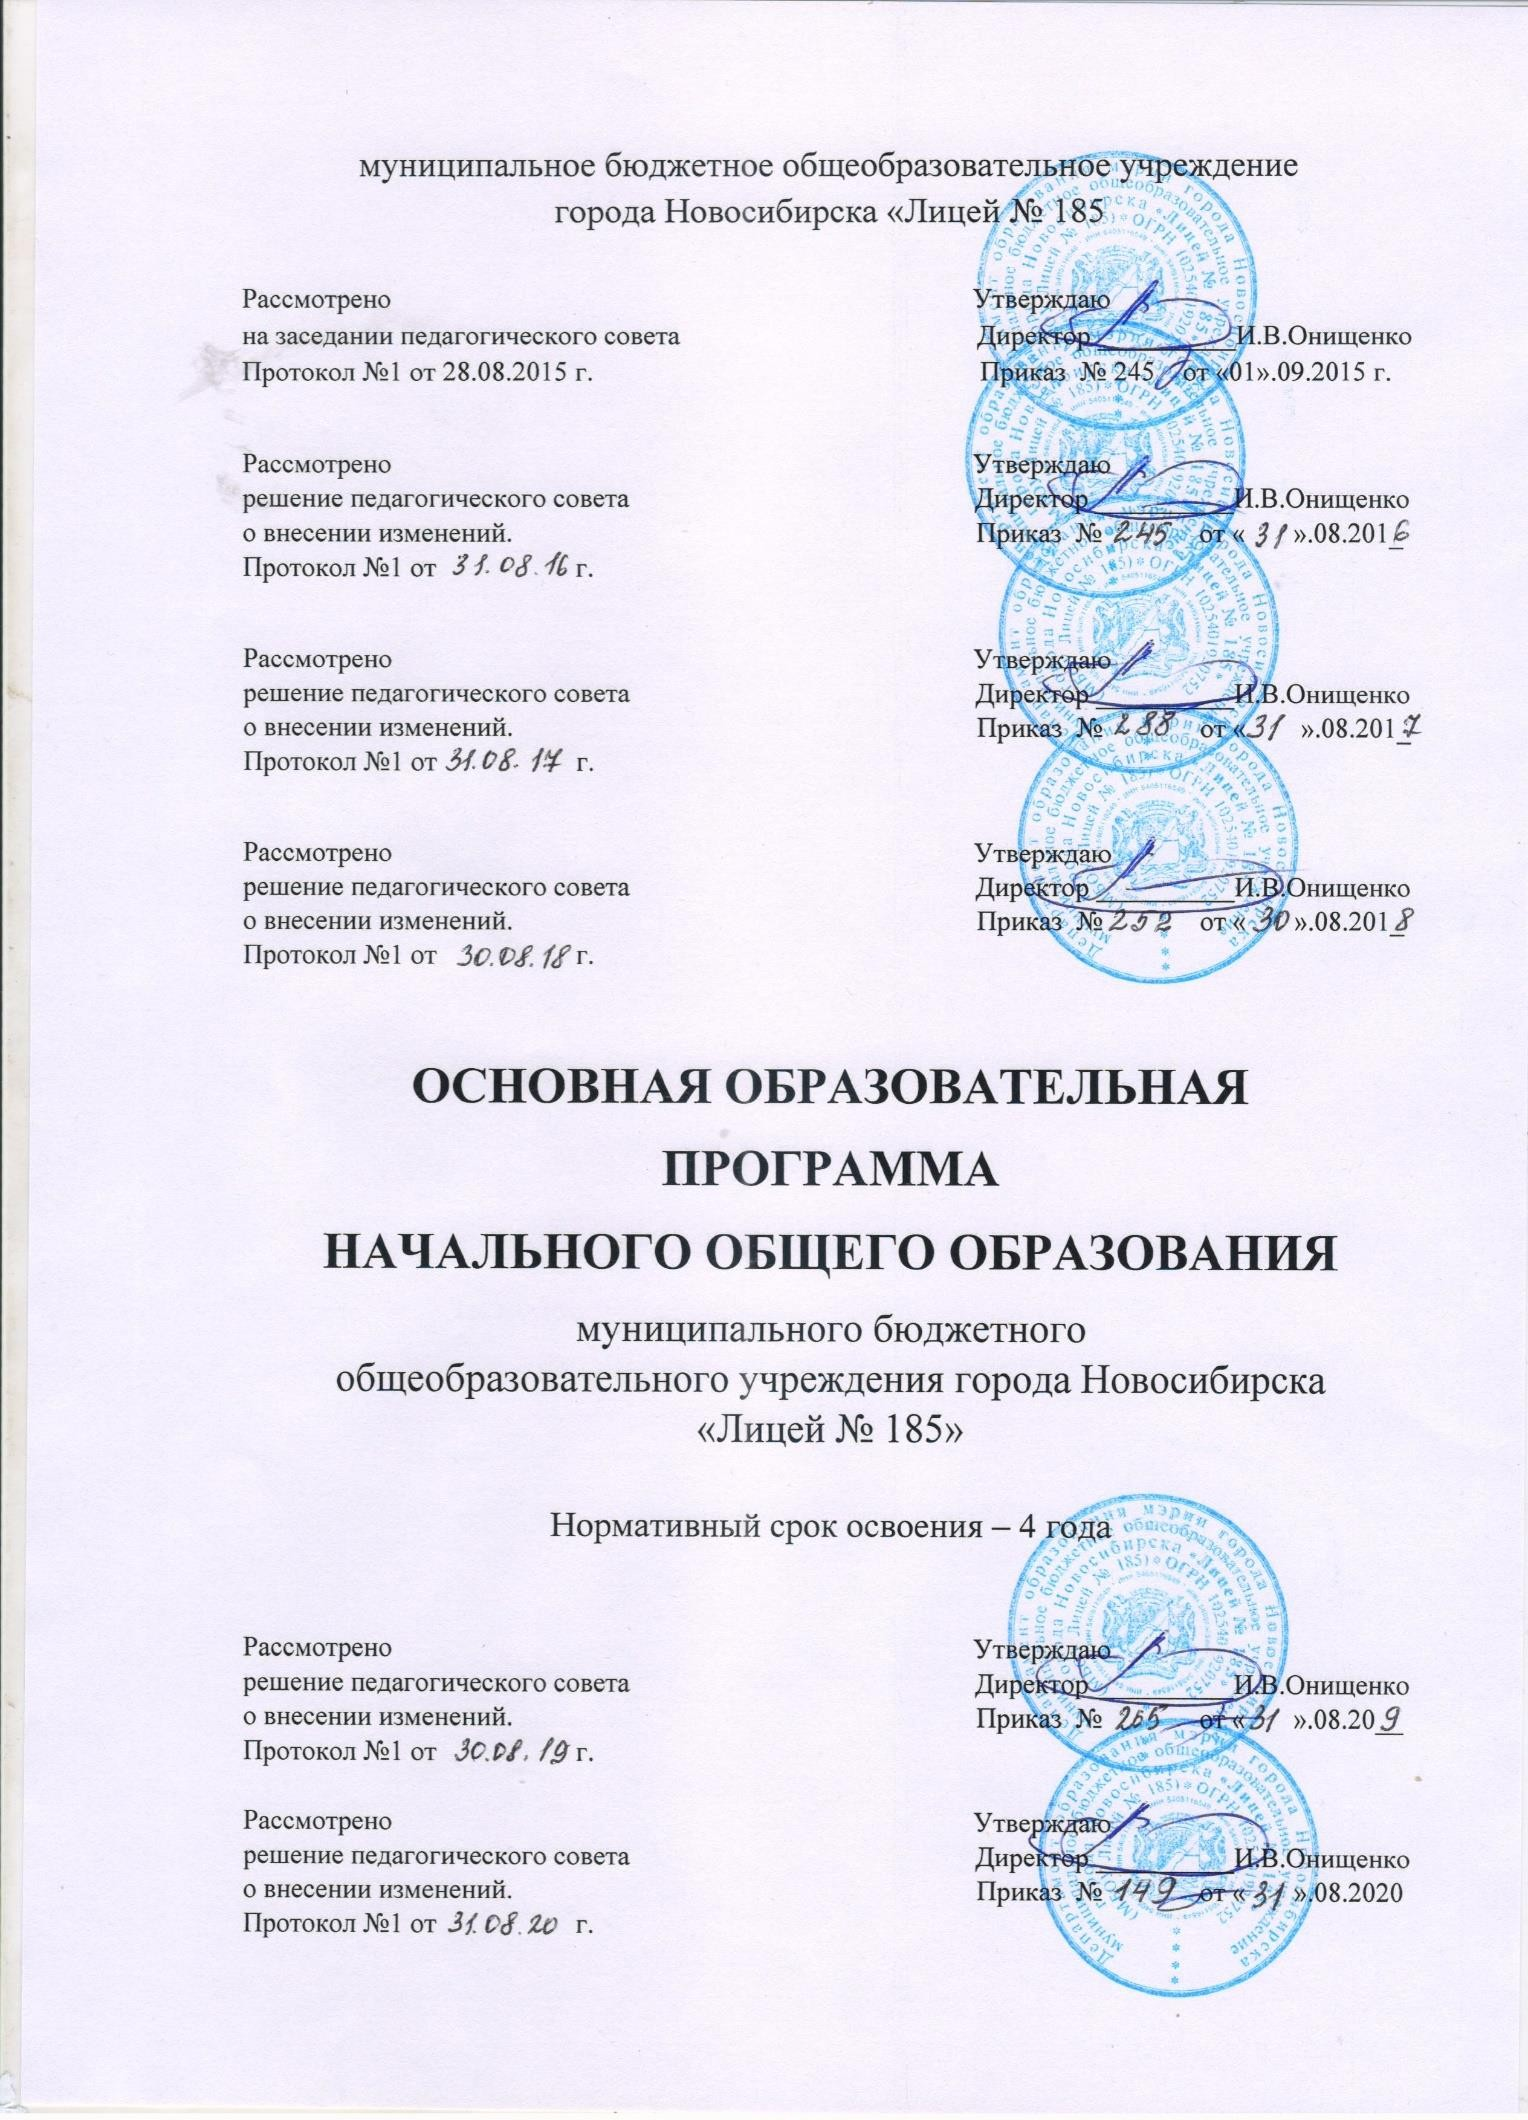 муниципальное бюджетное общеобразовательное учреждение
города Новосибирска «Лицей № 185
Рассмотрено Утверждаю
на заседании педагогического совета Директор __________ И.В.Онищенко
Протокол №1 от 28.08.2015 г. Приказ № 245 от «01».09.2015 г.
Рассмотрено Утверждаю
решение педагогического совета Директор __________И.В.Онищенко
о внесении изменений. Приказ № 245 от « 31 ».08.2016
Протокол №1 от 31.08.16 г.
Рассмотрено Утверждаю
решение педагогического совета Директор __________И.В.Онищенко
о внесении изменений. Приказ № 288 от «31 ».08.2017
Протокол №1 от 31.08.17 г.
Рассмотрено Утверждаю
решение педагогического совета Директор __________И.В.Онищенко
о внесении изменений. Приказ № 252 от « 30 ».08.2018
Протокол №1 от 30.08.18 г.
ОСНОВНАЯ ОБРАЗОВАТЕЛЬНАЯ
ПРОГРАММА
НАЧАЛЬНОГО ОБЩЕГО ОБРАЗОВАНИЯ
муниципального бюджетного
общеобразовательного учреждения города Новосибирска
«Лицей № 185»
Нормативный срок освоения – 4 года
Рассмотрено Утверждаю
решение педагогического совета Директор __________И.В.Онищенко
о внесении изменений. Приказ № от «31 ».08.20 9
Протокол №1 от 30.08.19 г.
Рассмотрено Утверждаю
решение педагогического совета Директор __________И.В.Онищенко
о внесении изменений. Приказ № 149 от « 31 ».08.2020
Протокол №1 от 31.08.20 г.